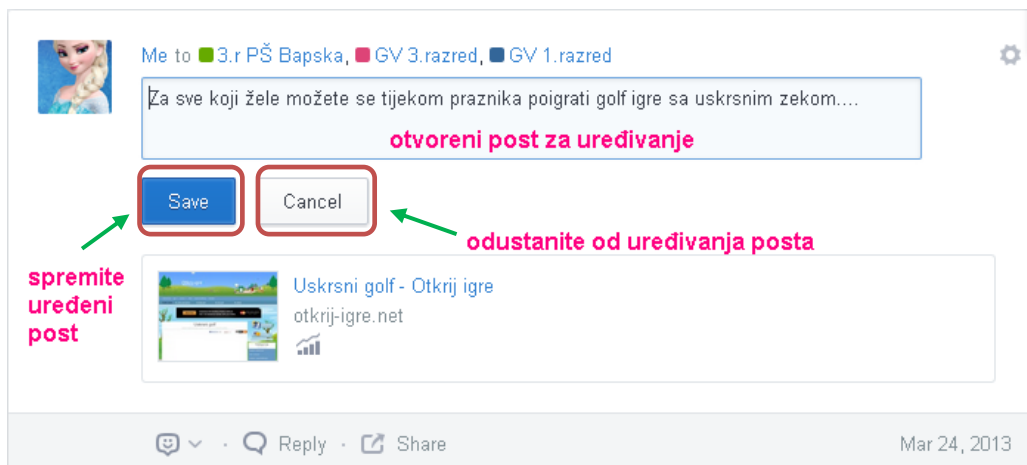 Me to 3.r PŠ Bapska, GV 3.razred, GV 1.razred
Za sve koji žele možete se tijekom praznika poigrati golf igre sa uskrsnim zekom....
otvoreni post za uređivanje
Save Cancel
odustanite od uređivanja posta
spremite
uređeni
post
Uskrsni golf - Otkrij igre
otkrij-igre.net
Reply · Share Mar 24, 2013